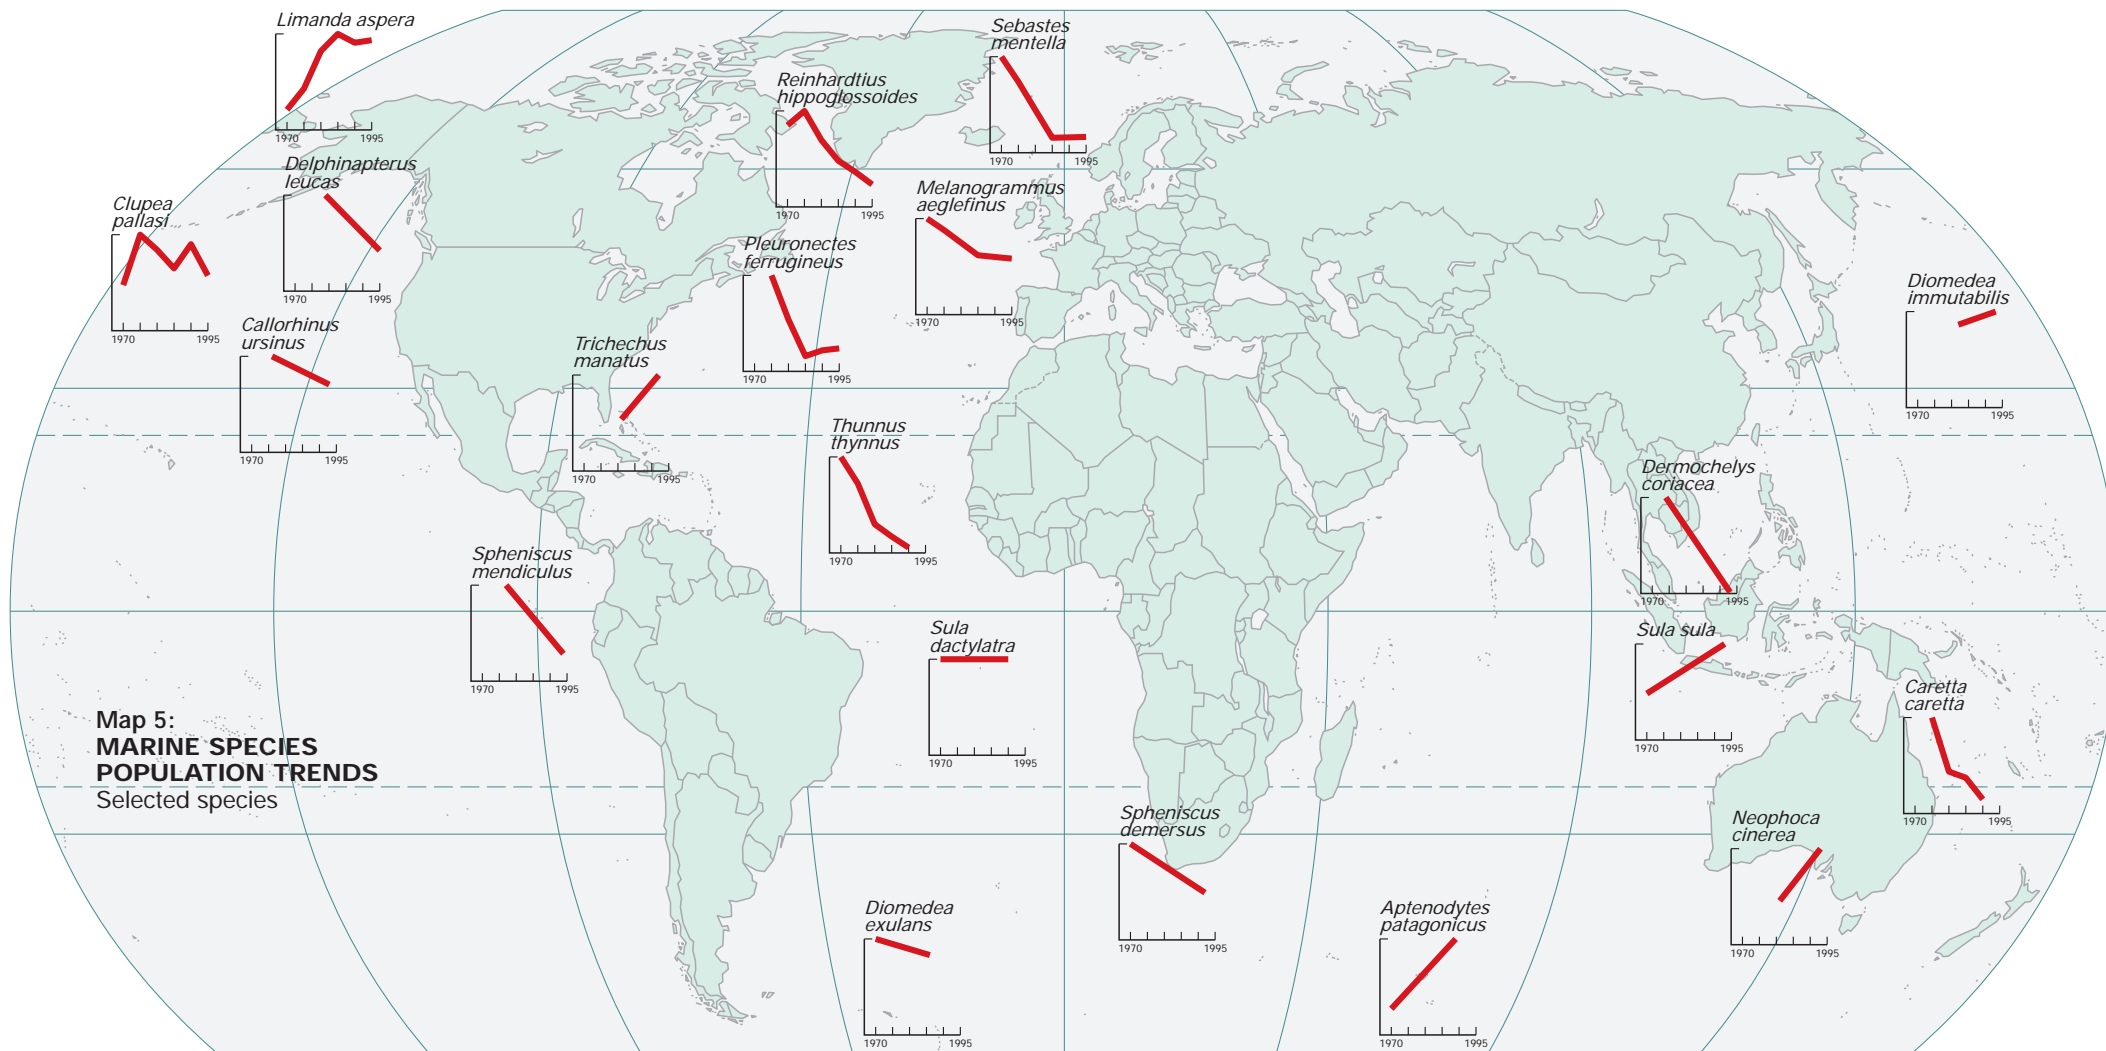 Limanda aspera
1970 1995
Sebastes
mentella
1970 1995
Reinhardtius
hippoglossoides
1970 1995
Delphinapterus
leucas
1970 1995
Clupea
pallasi
1970 1995
Melanogrammus
aeglefinus
1970 1995
Pleuronectes
ferrugineus
1970 1995
Diomedea
immutabilis
1970 1995
Callorhinus
ursinus
1970 1995
Trichechus
manatus
1970 1995
Thunnus
thynnus
1970 1995
Dermochelys
coriacea
1970 1995
Spheniscus
mendiculus
1970 1995
Sula
dactylatra
1970 1995
Sula sula
1970 1995
Caretta
caretta
1970 1995
Map 5:
MARINE SPECIES
POPULATION TRENDS
Selected species
Spheniscus
demersus
1970 1995
Neophoca
cinerea
1970 1995
Diomedea
exulans
1970 1995
Aptenodytes
patagonicus
1970 1995